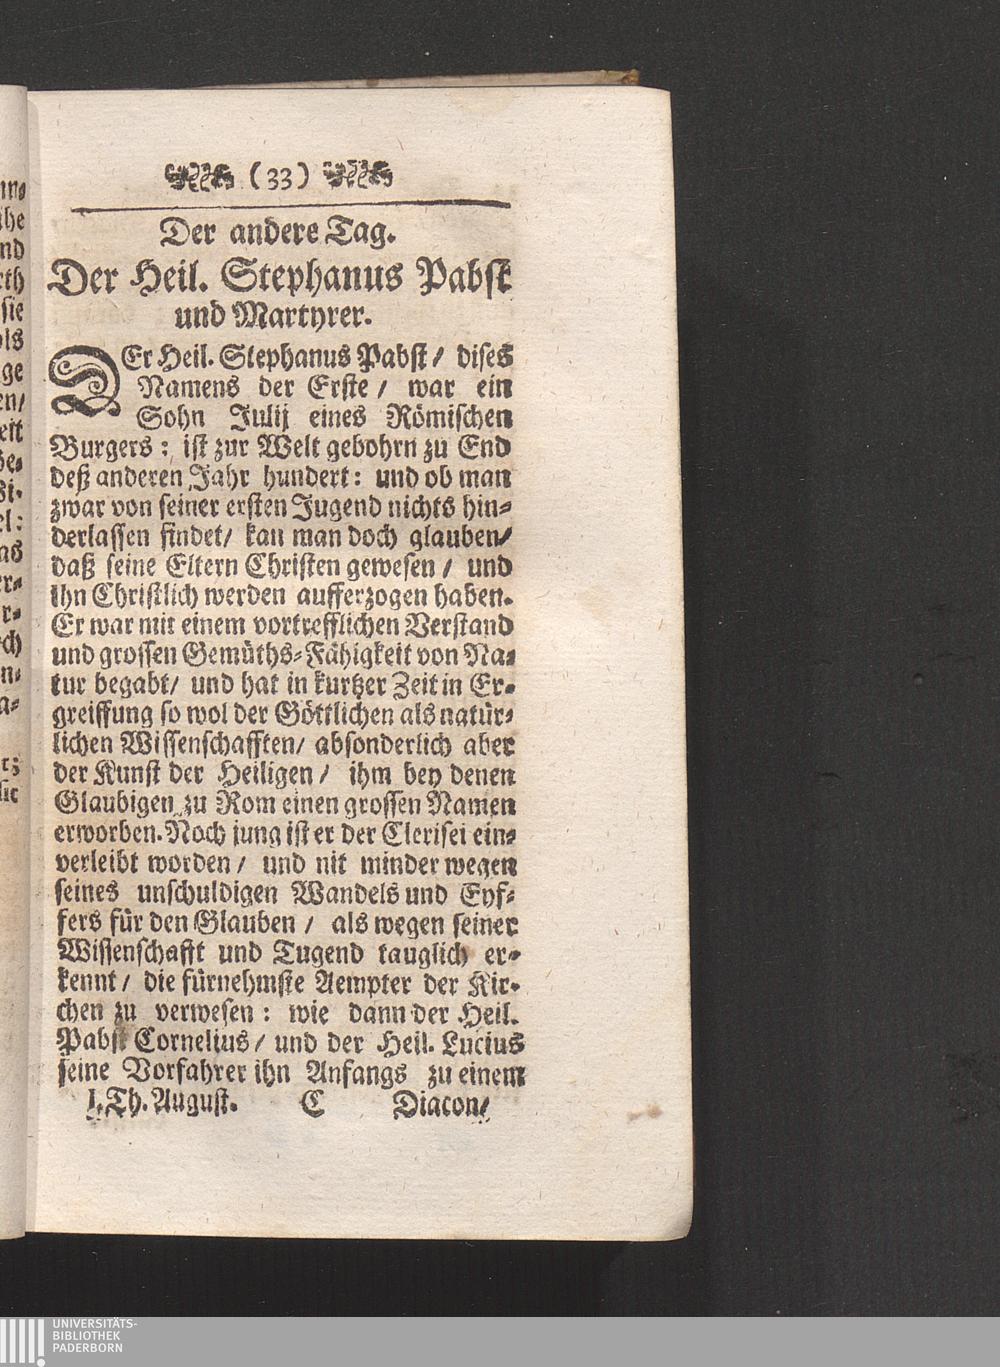 (33)
Der andere Tag.
Der Heil. Stephanus Pabst
und Martyrer.
DEr Heil. Stephanus Pabst/ dises
Namens der Erste/ war ein
Sohn Julij eines Römischen
Burgers: ist zur Welt gebohrn zu End
deß anderen Jahr hundert: und ob man
zwar von seiner ersten Jugend nichts hin-
derlassen findet/ kan man doch glauben/
daß seine Eltern Christen gewesen/ und
ihn Christlich werden aufferzogen haben.
Er war mit einem vortrefflichen Verstand
und grossen Gemüths-Fähigkeit von Na-
tur begabt/ und hat in kurtzer Zeit in Er-
greiffung so wol der Göttlichen als natür-
lichen Wissenschafften/ absonderlich aber
der Kunst der Heiligen/ ihm bey denen
Glaubigen zu Rom einen grossen Namen
erworben. Noch jung ist er der Clerisei ein-
verleibt worden/ und nit minder wegen
seines unschuldigen Wandels und Eyf-
fers für den Glauben/ als wegen seiner
Wissenschafft und Tugend tauglich er-
kennt/ die fürnehmste Aempter der Kir-
chen zu verwesen: wie dann der Heil.
Pabst Cornelius/ und der Heil. Lucius
seine Vorfahrer ihn Anfangs zu einem
I. Th. August. C Diacon/
UNIVERSITÄTS-
BIBLIOTHEK
PADERBORN